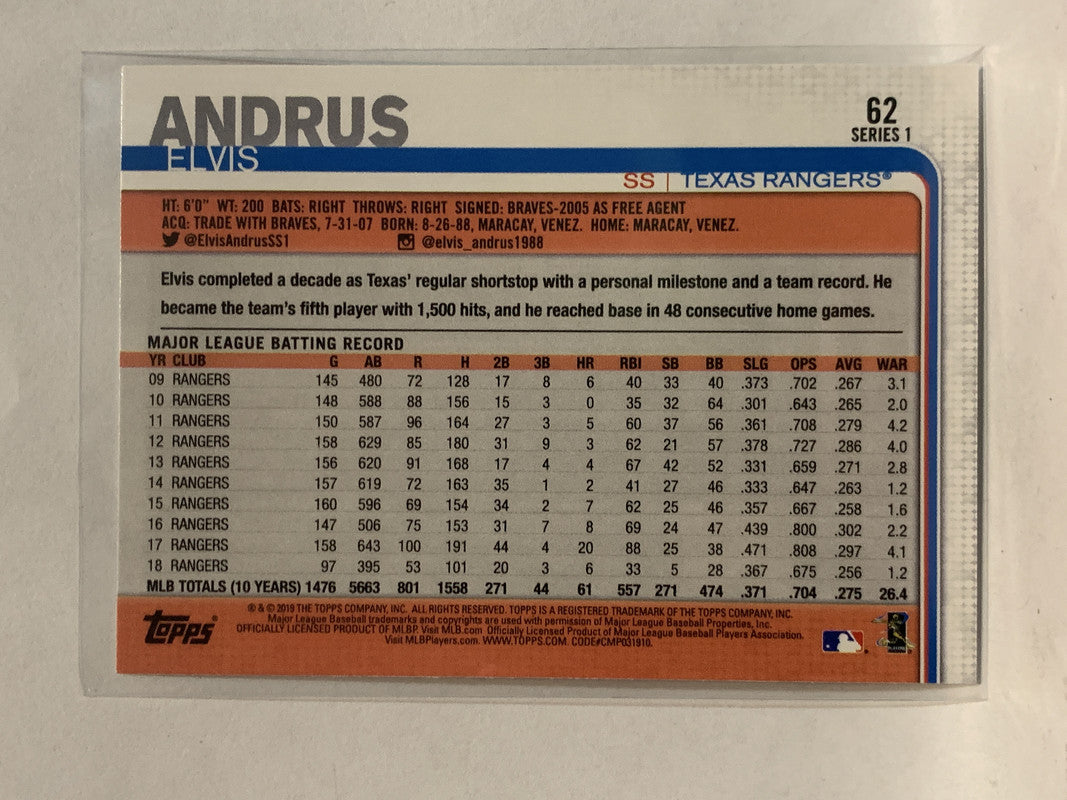 ANDRUS
ELVIS
62
SERIES 1
SS | TEXAS RANGERS®
HT: 6'0" WT: 200 BATS: RIGHT THROWS: RIGHT SIGNED: BRAVES-2005 AS FREE AGENT
ACQ: TRADE WITH BRAVES, 7-31-07 BORN: 8-26-88, MARACAY, VENEZ. HOME: MARACAY, VENEZ.
@ElvisAndrusSS1 @elvis_andrus1988
Elvis completed a decade as Texas' regular shortstop with a personal milestone and a team record. He
became the team's fifth player with 1,500 hits, and he reached base in 48 consecutive home games.
MAJOR LEAGUE BATTING RECORD
YR CLUB G AB R H 2B 3B HR RBI SB BB SLG OPS AVG WAR
09 RANGERS 145 480 72 128 17 8 6 40 33 40 .373 .702 .267 3.1
10 RANGERS 148 588 88 156 15 3 0 35 32 64 .301 .643 .265 2.0
11 RANGERS 150 587 96 164 27 3 5 60 37 56 .361 .708 .279 4.2
12 RANGERS 158 629 85 180 31 9 3 62 21 57 .378 .727 .286 4.0
13 RANGERS 156 620 91 168 17 4 4 67 42 52 .331 .659 .271 2.8
14 RANGERS 157 619 72 163 35 1 2 41 27 46 .333 .647 .263 1.2
15 RANGERS 160 596 69 154 34 2 7 62 25 46 .357 .667 .258 1.6
16 RANGERS 147 506 75 153 31 7 8 69 24 47 .439 .800 .302 2.2
17 RANGERS 158 643 100 191 44 4 20 88 25 38 .471 .808 .297 4.1
18 RANGERS 97 395 53 101 20 3 6 33 5 28 .367 .675 .256 1.2
MLB TOTALS (10 YEARS) 1476 5663 801 1558 271 44 61 557 271 474 .371 .704 .275 26.4
Topps®
® & © 2019 THE TOPPS COMPANY, INC. ALL RIGHTS RESERVED. TOPPS IS A REGISTERED TRADEMARK OF THE TOPPS COMPANY, INC.
Major League Baseball trademarks and copyrights are used with permission of Major League Baseball Properties, Inc.
OFFICIALLY LICENSED PRODUCT OF MLBP. Visit MLB.com Officially Licensed Product of Major League Baseball Players Association.
Visit MLBPlayers.com. WWW.TOPPS.COM. CODE#CMP031910.